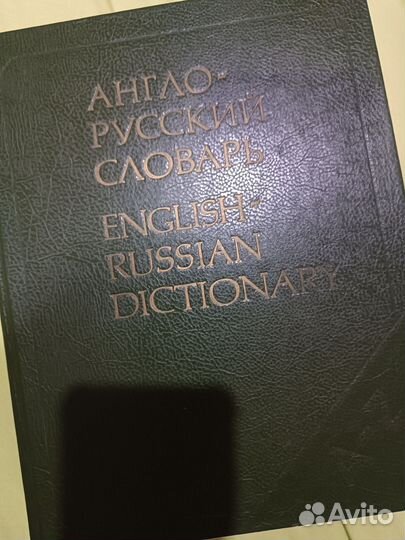 АНГЛО-
РУССКИЙ
СЛОВАРЬ
ENGLISH-
RUSSIAN
DICTIONARY
Avito